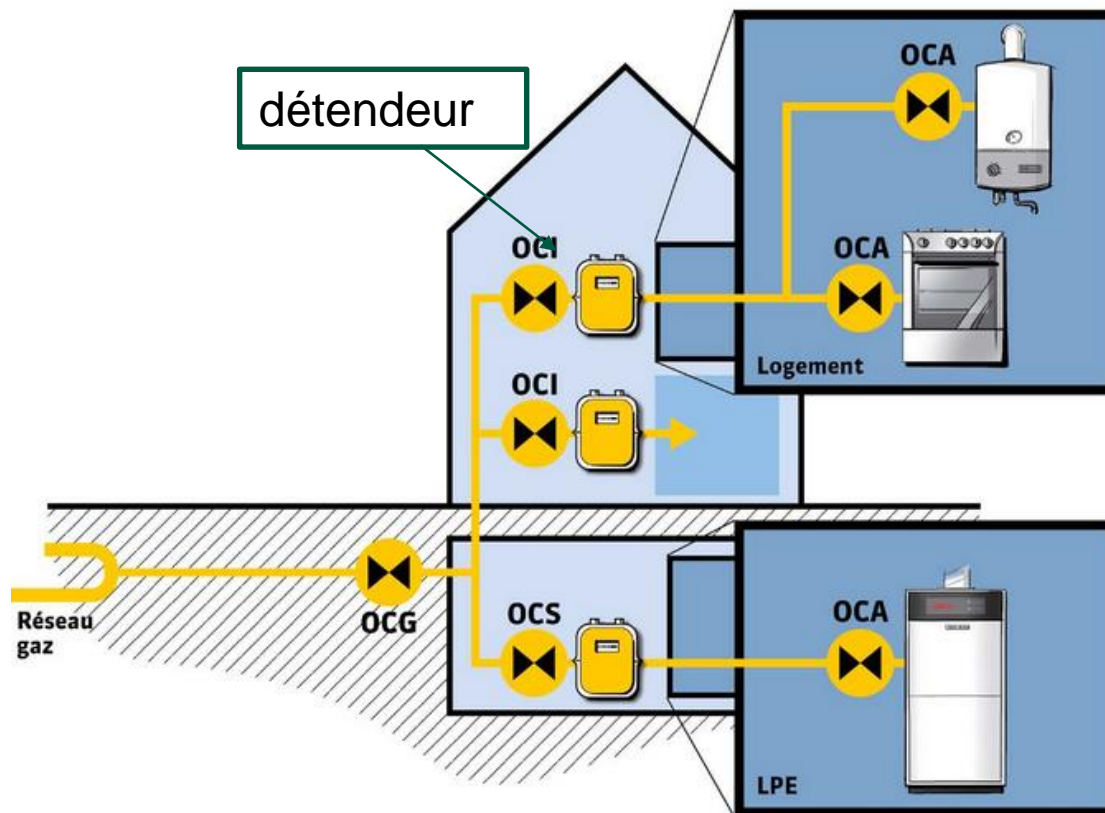 détendeur
OCA
OCI
OCA
Logement
OCI
Réseau
gaz
OCG
OCS
OCA
LPE